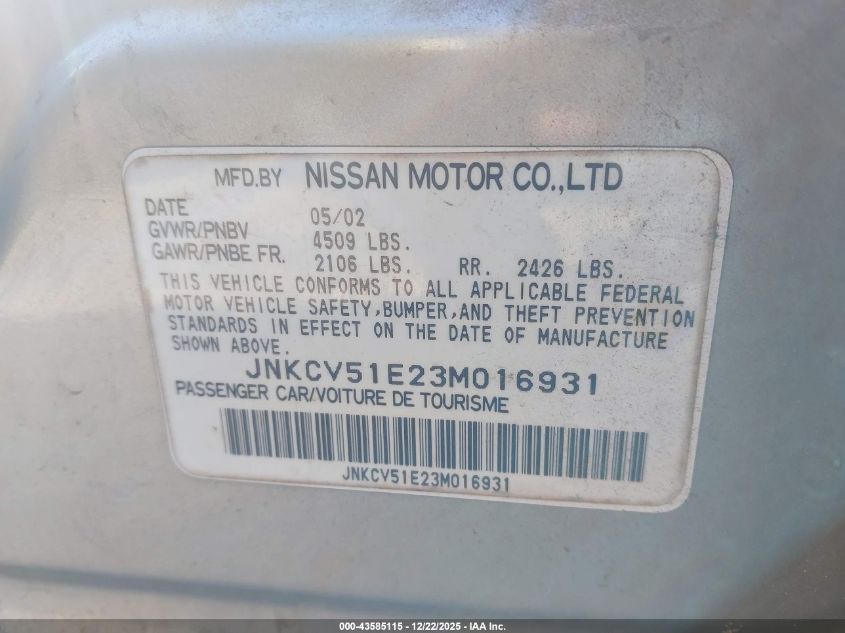 MFD.BY NISSAN MOTOR CO.,LTD
DATE 05/02
GVWR/PNBV 4509 LBS.
GAWR/PNBE FR. 2106 LBS. RR. 2426 LBS.
THIS VEHICLE CONFORMS TO ALL APPLICABLE FEDERAL
MOTOR VEHICLE SAFETY,BUMPER,AND THEFT PREVENTION
STANDARDS IN EFFECT ON THE DATE OF MANUFACTURE
SHOWN ABOVE.
JNKCV51E23M016931
PASSENGER CAR/VOITURE DE TOURISME
JNKCV51E23M016931
000-43585115 - 12/22/2025 - IAA Inc.